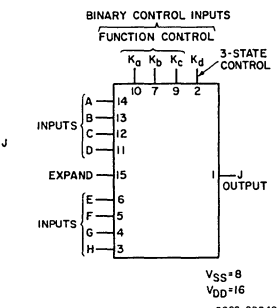 BINARY CONTROL INPUTS
FUNCTION CONTROL
Ka Kb Kc Kd
3-STATE
CONTROL
10 7 9 2
A 14
B 13
INPUTS
C 12
D 11
J
EXPAND 15
1 J
OUTPUT
E 6
F 5
INPUTS
G 4
H 3
VSS=8
VDD=16